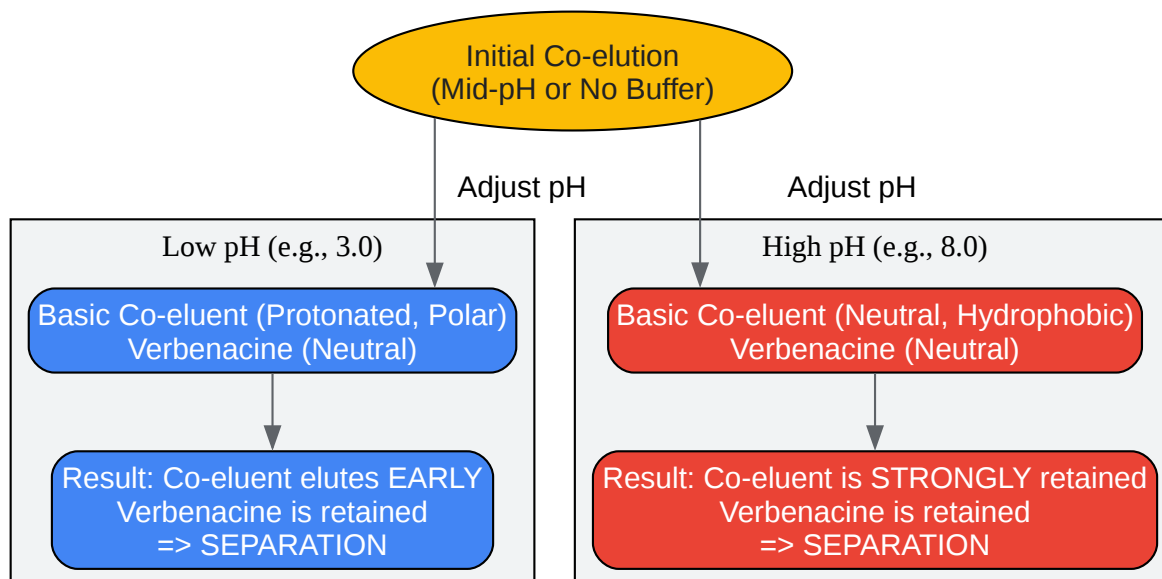 Initial Co-elution
(Mid-pH or No Buffer)
Adjust pH
Adjust pH
Low pH (e.g., 3.0)
Basic Co-eluent (Protonated, Polar)
Verbenacine (Neutral)
Result: Co-eluent elutes EARLY
Verbenacine is retained
=> SEPARATION
High pH (e.g., 8.0)
Basic Co-eluent (Neutral, Hydrophobic)
Verbenacine (Neutral)
Result: Co-eluent is STRONGLY retained
Verbenacine is retained
=> SEPARATION